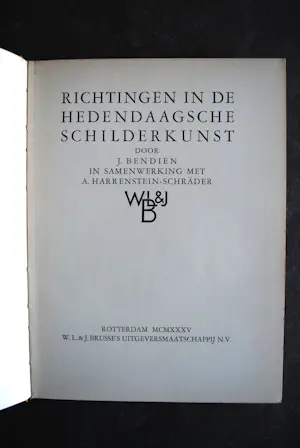 RICHTINGEN IN DE
HEDENDAAGSCHE
SCHILDERKUNST
DOOR
J. BENDIEN
IN SAMENWERKING MET
A. HARRENSTEIN-SCHRÄDER
WL&J
B
ROTTERDAM MCMXXXV
W. L. & J. BRUSSE'S UITGEVERSMAATSCHAPPIJ N.V.